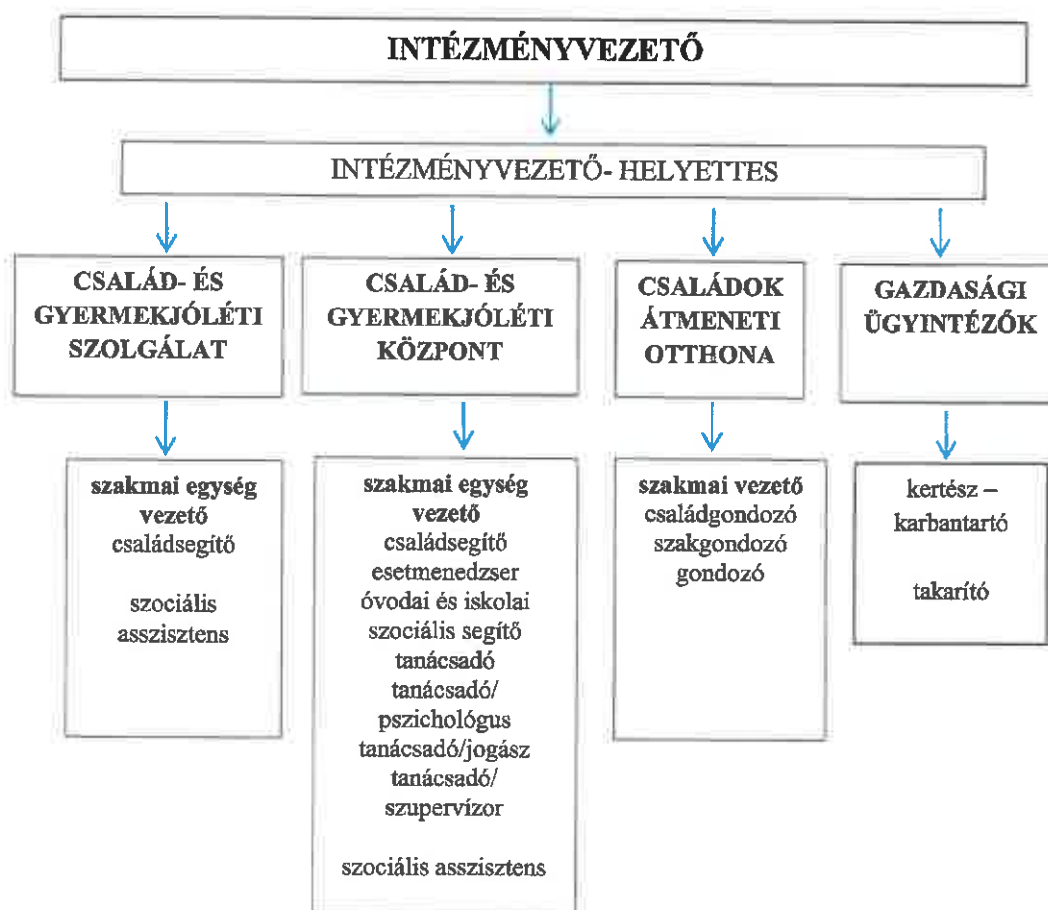 INTÉZMÉNYVEZETŐ
INTÉZMÉNYVEZETŐ- HELYETTES
CSALÁD- ÉS
GYERMEKJÓLÉTI
SZOLGÁLAT
CSALÁD- ÉS
GYERMEKJÓLÉTI
KÖZPONT
CSALÁDOK
ÁTMENETI
OTTHONA
GAZDASÁGI
ÜGYINTÉZŐK
szakmai egység
vezető
családsegítő
szociális
asszisztens
szakmai egység
vezető
családsegítő
esetmenedzser
óvodai és iskolai
szociális segítő
tanácsadó
tanácsadó/
pszichológus
tanácsadó/jogász
tanácsadó/
szupervízor
szociális asszisztens
szakmai vezető
családgondozó
szakgondozó
gondozó
kertész –
karbantartó
takarító